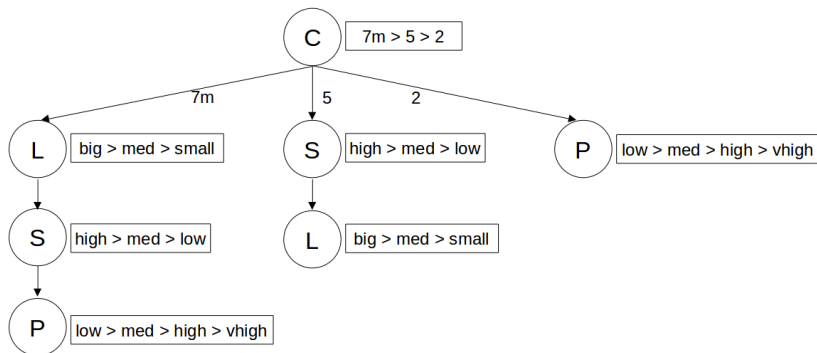 C
7m > 5 > 2
7m
5
2
L
big > med > small
S
high > med > low
P
low > med > high > vhigh
S
high > med > low
L
big > med > small
P
low > med > high > vhigh